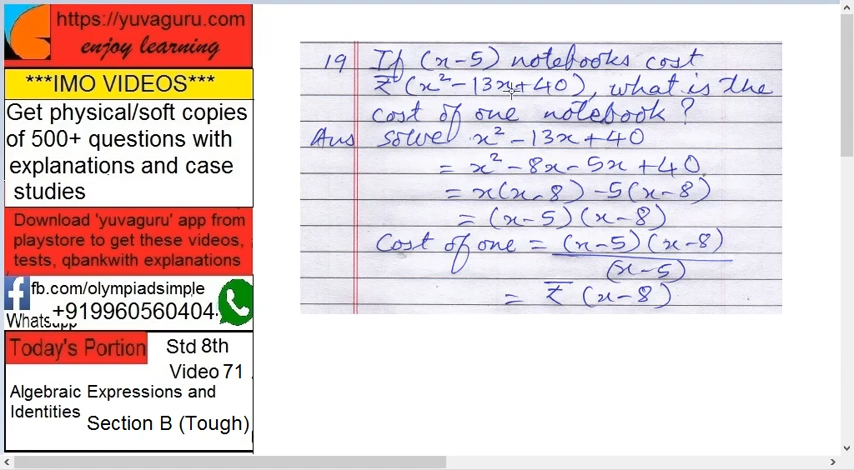 https://yuvaguru.com
enjoy learning
***IMO VIDEOS***
Get physical/soft copies
of 500+ questions with
explanations and case
studies
Download 'yuvaguru' app from
playstore to get these videos,
tests, qbankwith explanations
fb.com/olympiadsimple
+919960560404
Whatsupp
Today's Portion
Std 8th
Video 71
Algebraic Expressions and
Identities
Section B (Tough)
19 If (x-5) notebooks cost
₹ (x² - 13x + 40), what is the
cost of one notebook?
Ans solve x² - 13x + 40
= x² - 8x - 5x + 40
= x(x-8) - 5(x-8)
= (x-5)(x-8)
Cost of one = (x-5)(x-8)
(x-5)
= ₹ (x-8)